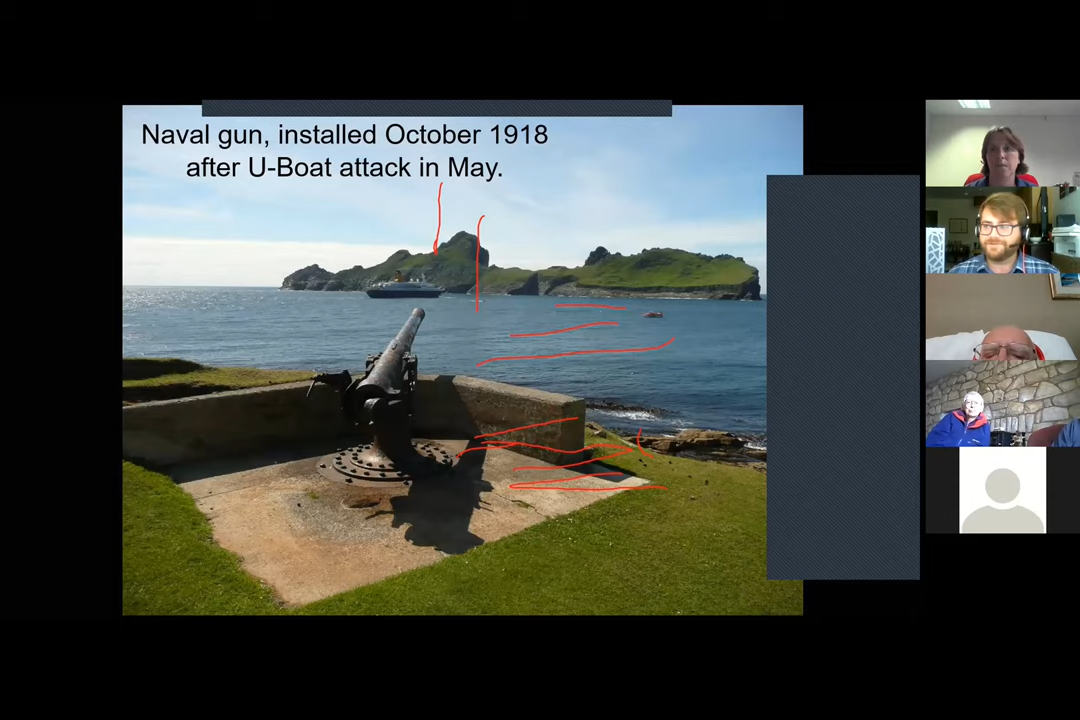 Naval gun, installed October 1918
after U-Boat attack in May.